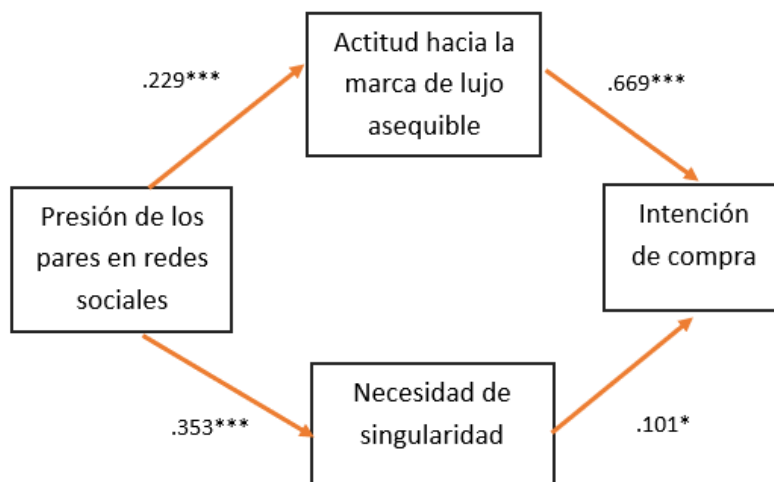 Actitud hacia la
marca de lujo
asequible
.229***
.669***
Presión de los
pares en redes
sociales
Intención
de compra
Necesidad de
singularidad
.353***
.101*